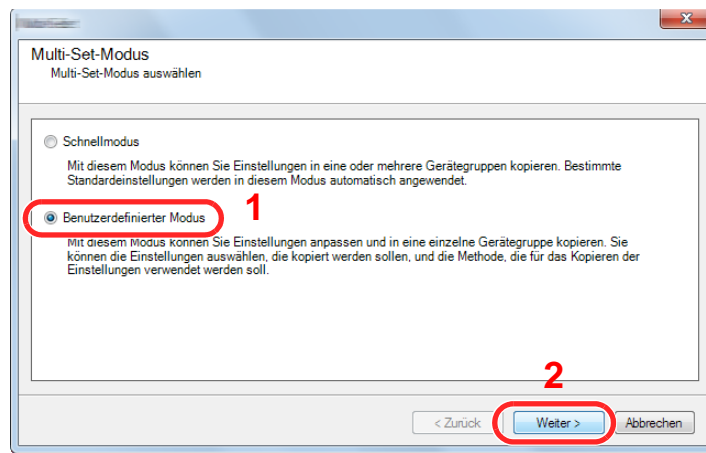 Multi-Set-Modus
Multi-Set-Modus auswählen
Schnellmodus
Mit diesem Modus können Sie Einstellungen in eine oder mehrere Gerätegruppen kopieren. Bestimmte
Standardeinstellungen werden in diesem Modus automatisch angewendet.
1
Benutzerdefinierter Modus
Mit diesem Modus können Sie Einstellungen anpassen und in eine einzelne Gerätegruppe kopieren. Sie
können die Einstellungen auswählen, die kopiert werden sollen, und die Methode, die für das Kopieren der
Einstellungen verwendet werden soll.
2
< Zurück Weiter > Abbrechen